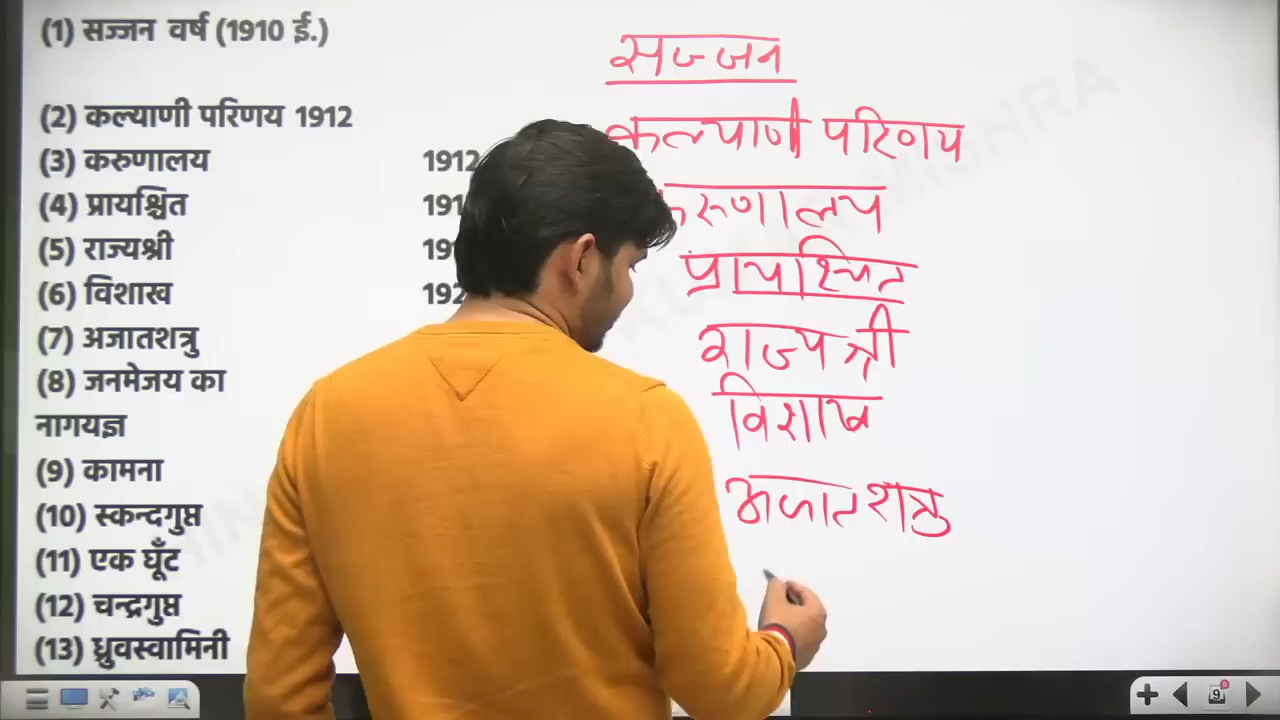 (1) सज्जन वर्ष (1910 ई.)
(2) कल्याणी परिणय 1912
(3) करुणालय 1912
(4) प्रायश्चित
(5) राज्यश्री
(6) विशाख
(7) अजातशत्रु
(8) जनमेजय का
नागयज्ञ
(9) कामना
(10) स्कन्दगुप्त
(11) एक घूँट
(12) चन्द्रगुप्त
(13) ध्रुवस्वामिनी
सज्जन
कल्याणी परिणय
रुणालय
प्रायश्चित
राज्यश्री
विशाख
अजातशत्रु
MISHRA
9